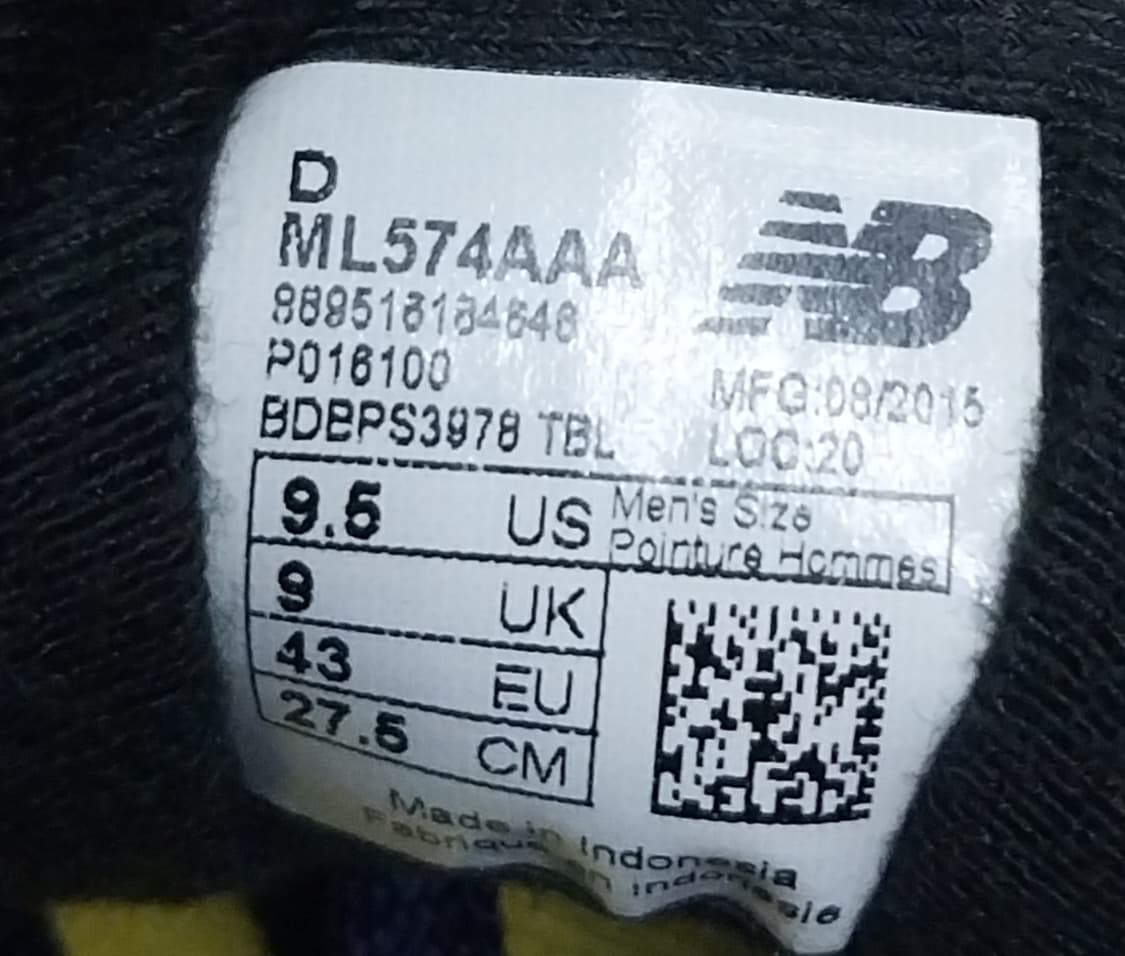 D
ML574AAA
NB
P016100
MFG:08/2015
BDBPS3978 TBL
LOC:20
9.5 US Men's Size
Pointure Hommes
9 UK
43 EU
27.5 CM
Made in Indonesia
Fabriqué en Indonésie